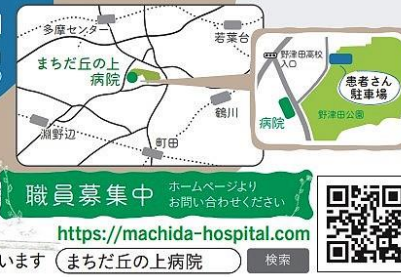 多摩センター
若葉台
まちだ丘の上
病院
鶴川
淵野辺
町田
野津田高校
入口
患者さん
駐車場
病院
野津田公園
職員募集中
ホームページより
お問い合わせください
https://machida-hospital.com
います
まちだ丘の上病院
検索